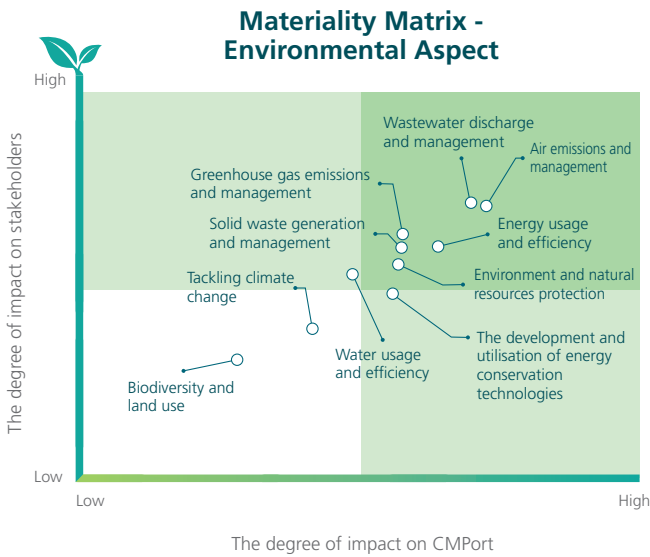 Materiality Matrix -
Environmental Aspect
High
The degree of impact on stakeholders
Wastewater discharge
and management
Air emissions and
management
Greenhouse gas emissions
and management
Solid waste generation
and management
Energy usage
and efficiency
Tackling climate
change
Environment and natural
resources protection
Water usage
and efficiency
The development and
utilisation of energy
conservation
technologies
Biodiversity and
land use
Low
Low
High
The degree of impact on CMPort